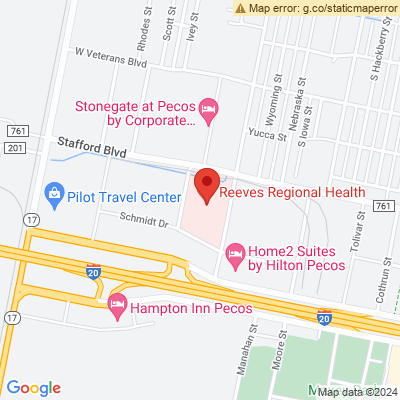 Map error: g.co/staticmaperror
W Veterans Blvd
Rhodes St
Scott St
Ivey St
S Hackberry St
Wyoming St
Nebraska St
S Iowa St
Stonegate at Pecos
by Corporate...
Yucca St
761
201
Stafford Blvd
Reeves Regional Health
Pilot Travel Center
761
Tolivar St
17
Schmidt Dr
20
Home2 Suites
by Hilton Pecos
Cothrun St
Hampton Inn Pecos
17
20
Manahan St
Moore St
Google
Map data ©2024